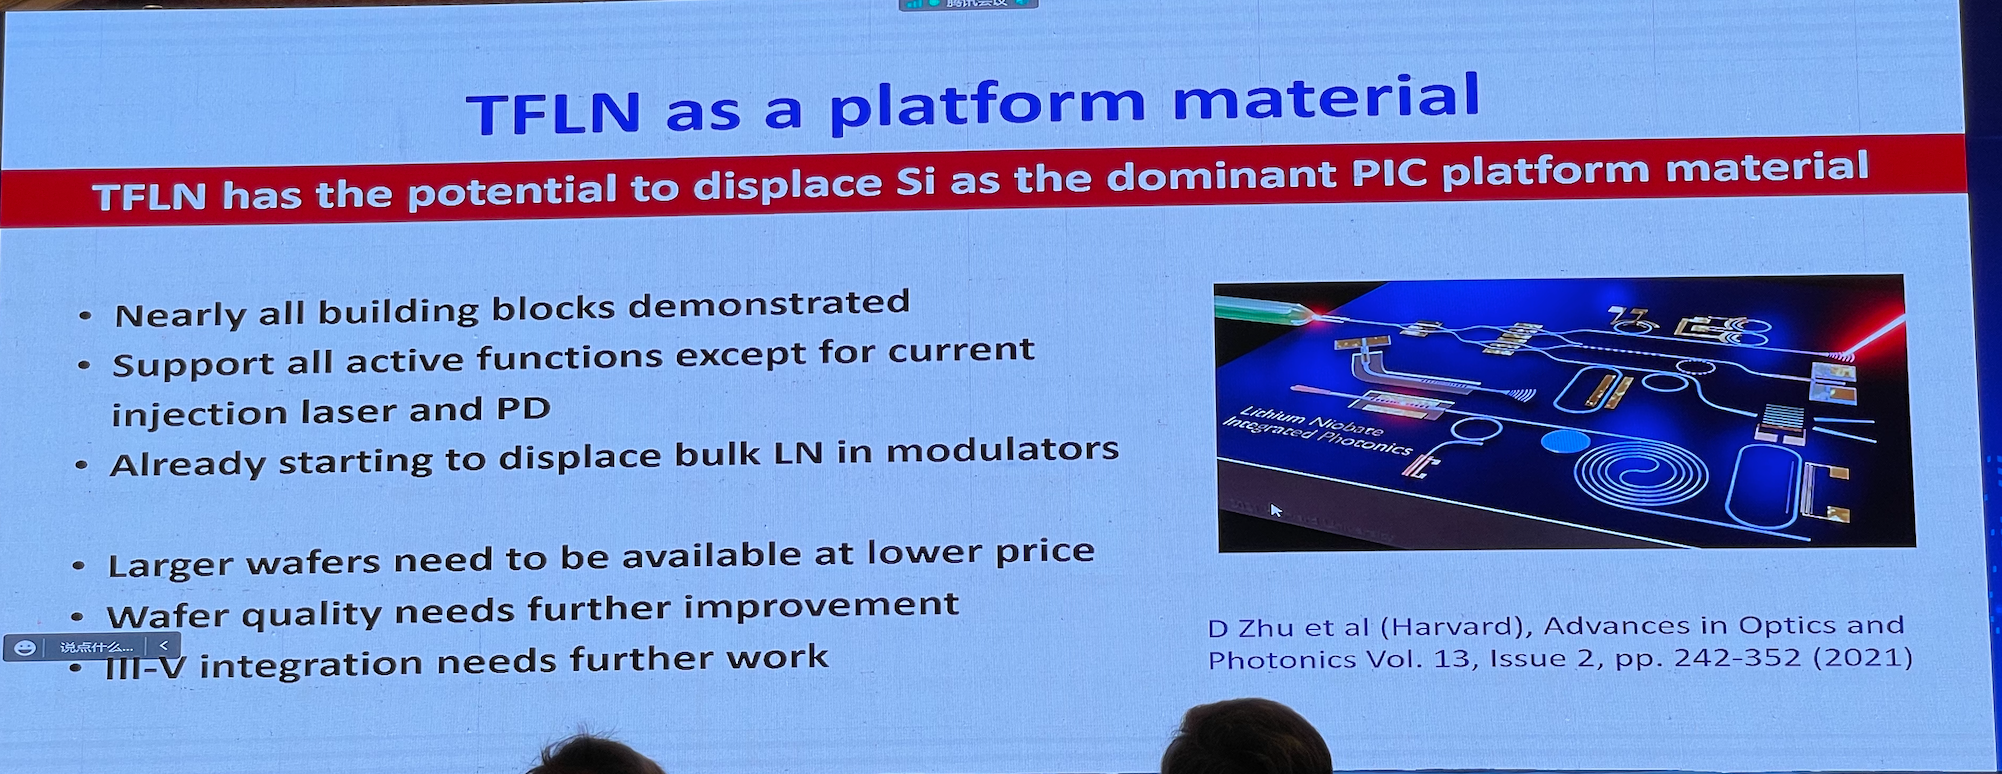 腾讯会议
TFLN as a platform material
TFLN has the potential to displace Si as the dominant PIC platform material
• Nearly all building blocks demonstrated
• Support all active functions except for current
injection laser and PD
• Already starting to displace bulk LN in modulators
• Larger wafers need to be available at lower price
• Wafer quality needs further improvement
• III-V integration needs further work
说点什么...
Lithium Niobate
Integrated Photonics
D Zhu et al (Harvard), Advances in Optics and
Photonics Vol. 13, Issue 2, pp. 242-352 (2021)